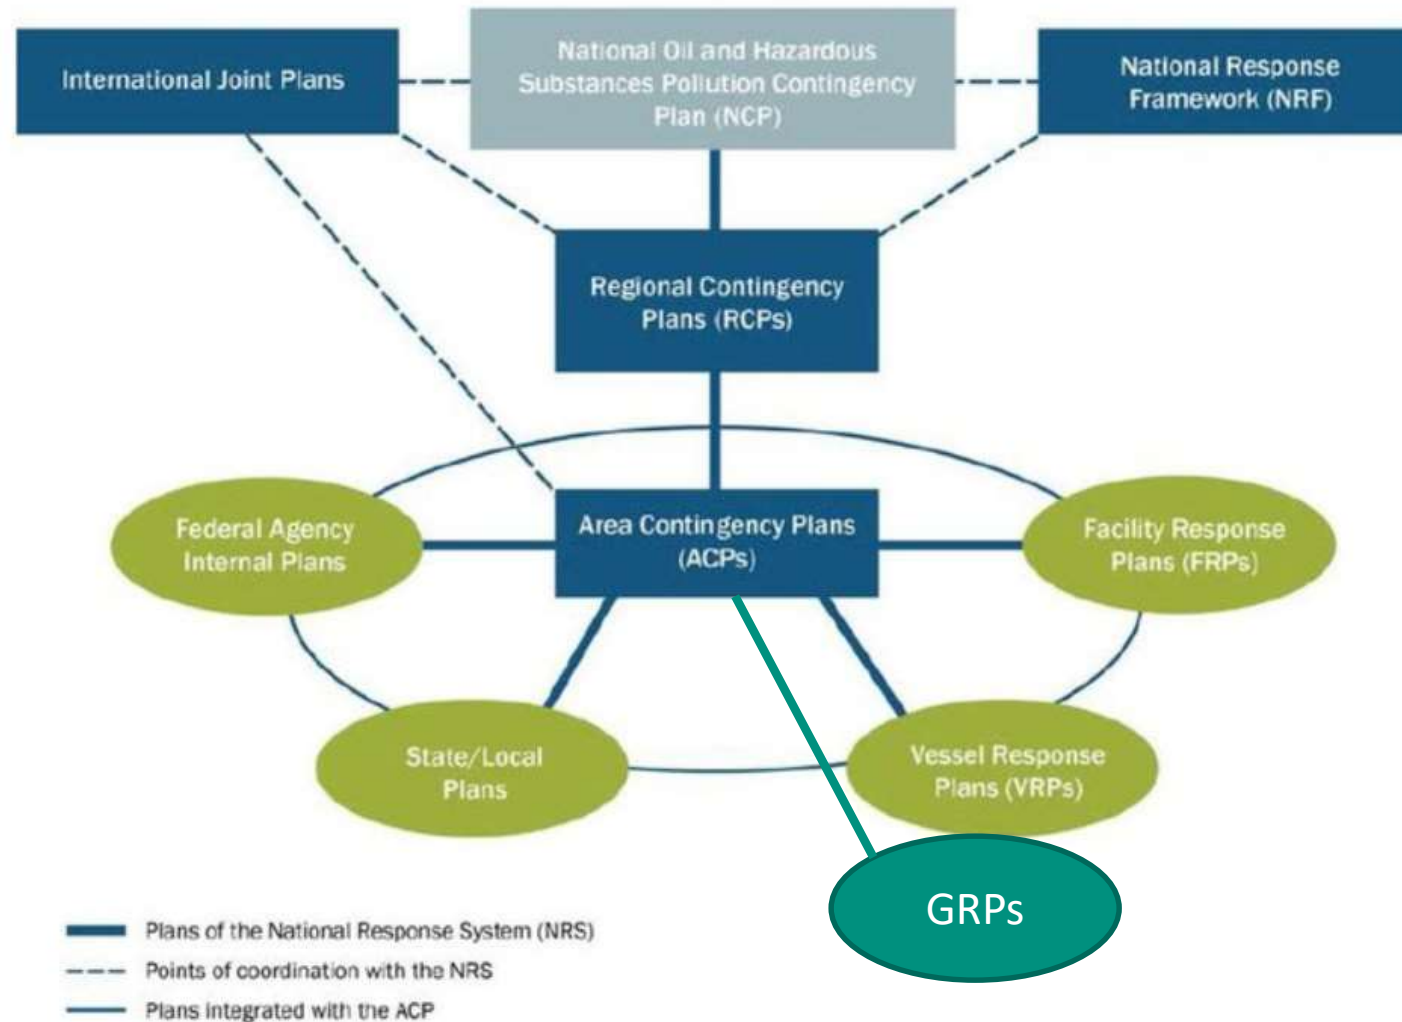 International Joint Plans
National Oil and Hazardous
Substances Pollution Contingency
Plan (NCP)
National Response
Framework (NRF)
Regional Contingency
Plans (RCPs)
Federal Agency
Internal Plans
Area Contingency Plans
(ACPs)
Facility Response
Plans (FRPs)
State/Local
Plans
Vessel Response
Plans (VRPs)
GRPs
Plans of the National Response System (NRS)
Points of coordination with the NRS
Plans integrated with the ACP